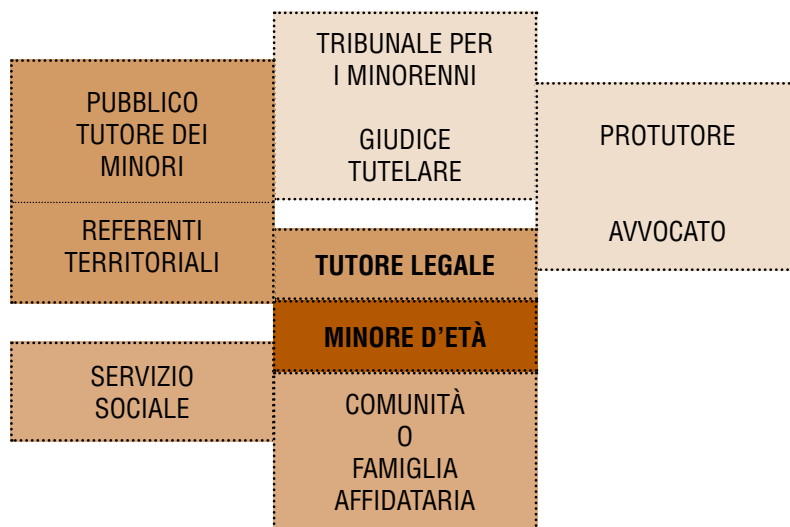 TRIBUNALE PER
I MINORENNI
GIUDICE
TUTELARE
PUBBLICO
TUTORE DEI
MINORI
REFERENTI
TERRITORIALI
PROTUTORE
AVVOCATO
TUTORE LEGALE
MINORE D’ETÀ
SERVIZIO
SOCIALE
COMUNITÀ
O
FAMIGLIA
AFFIDATARIA